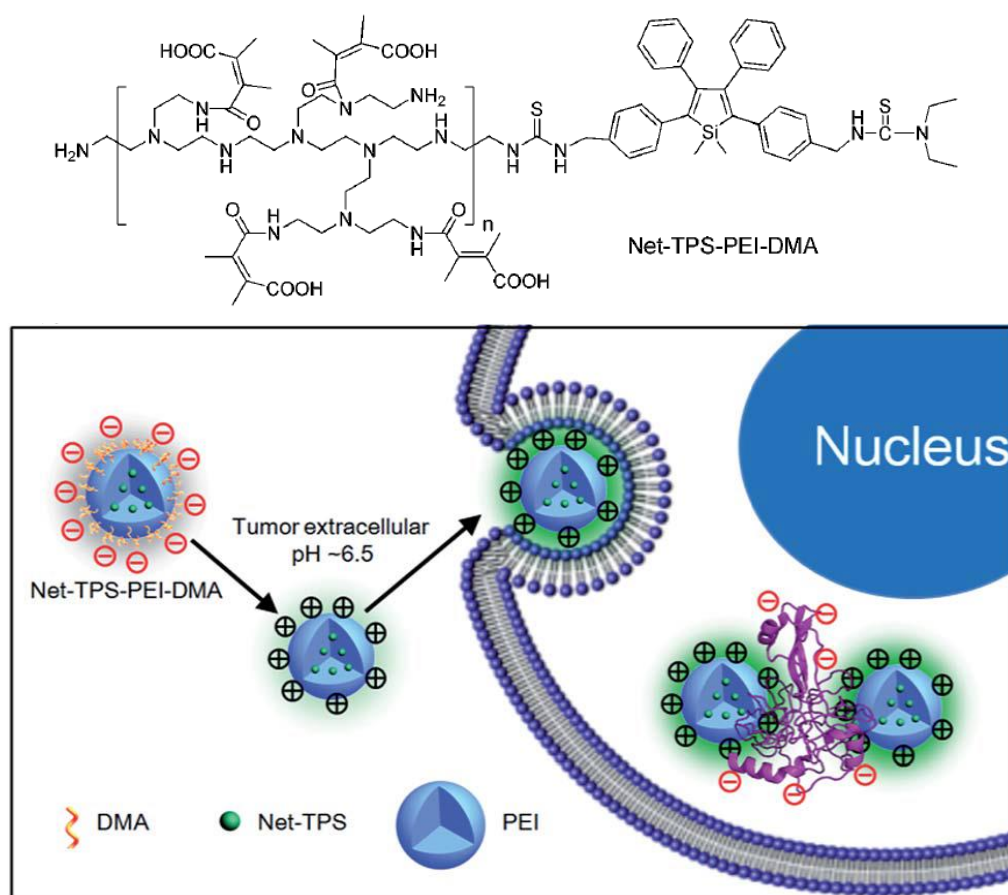 HOOC
COOH
NH2
N
H
O
O
N
S
Si
S
H2N
N
N
H
N
N
H
N
H
N
N
H
N
H
N
H
N
O
N
H
N
N
H
O
n
COOH
COOH
Net-TPS-PEI-DMA
Nucleus
Tumor extracellular
pH ~6.5
Net-TPS-PEI-DMA
DMA
Net-TPS
PEI